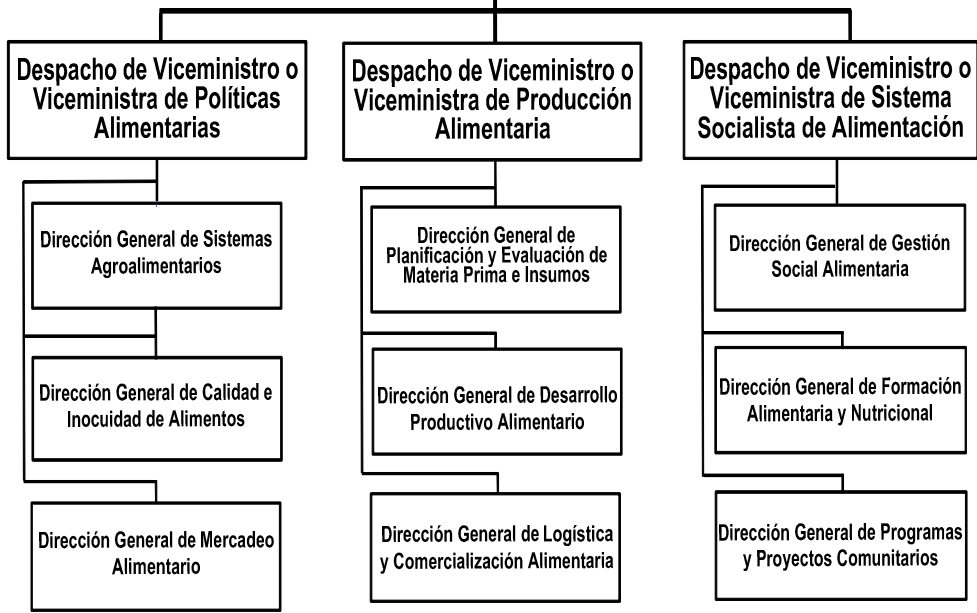 Despacho de Viceministro o
Viceministra de Políticas
Alimentarias
Despacho de Viceministro o
Viceministra de Producción
Alimentaria
Despacho de Viceministro o
Viceministra de Sistema
Socialista de Alimentación
Dirección General de Sistemas
Agroalimentarios
Dirección General de
Planificación y Evaluación de
Materia Prima e Insumos
Dirección General de Gestión
Social Alimentaria
Dirección General de Calidad e
Inocuidad de Alimentos
Dirección General de Desarrollo
Productivo Alimentario
Dirección General de Formación
Alimentaria y Nutricional
Dirección General de Mercadeo
Alimentario
Dirección General de Logística
y Comercialización Alimentaria
Dirección General de Programas
y Proyectos Comunitarios